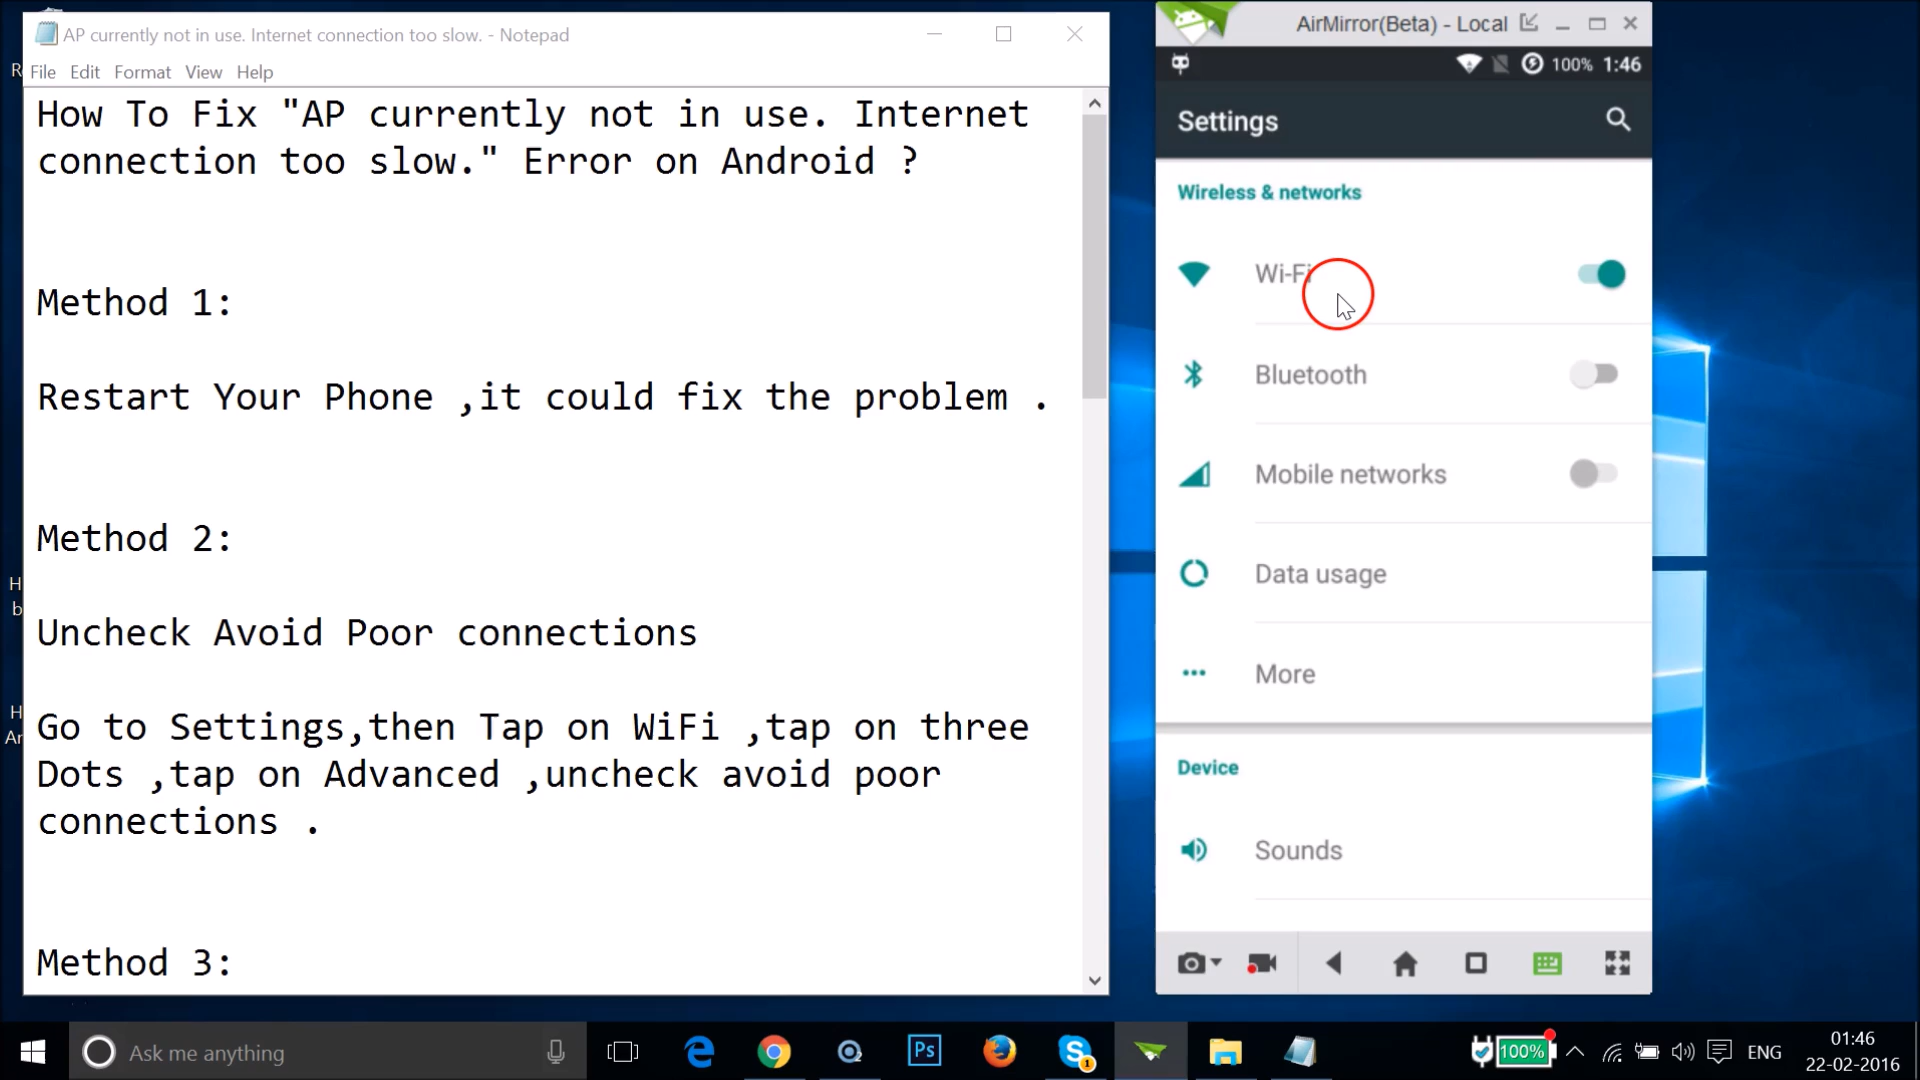 AP currently not in use. Internet connection too slow. - Notepad
File Edit Format View Help
How To Fix "AP currently not in use. Internet
connection too slow." Error on Android ?
Method 1:
Restart Your Phone ,it could fix the problem .
Method 2:
Uncheck Avoid Poor connections
Go to Settings,then Tap on WiFi ,tap on three
Dots ,tap on Advanced ,uncheck avoid poor
connections .
Method 3:
AirMirror(Beta) - Local
100% 1:46
Settings
Wireless & networks
Wi-Fi
Bluetooth
Mobile networks
Data usage
More
Device
Sounds
R
H
b
H
Ar
Ask me anything
Ps
1
100%
ENG
01:46
22-02-2016